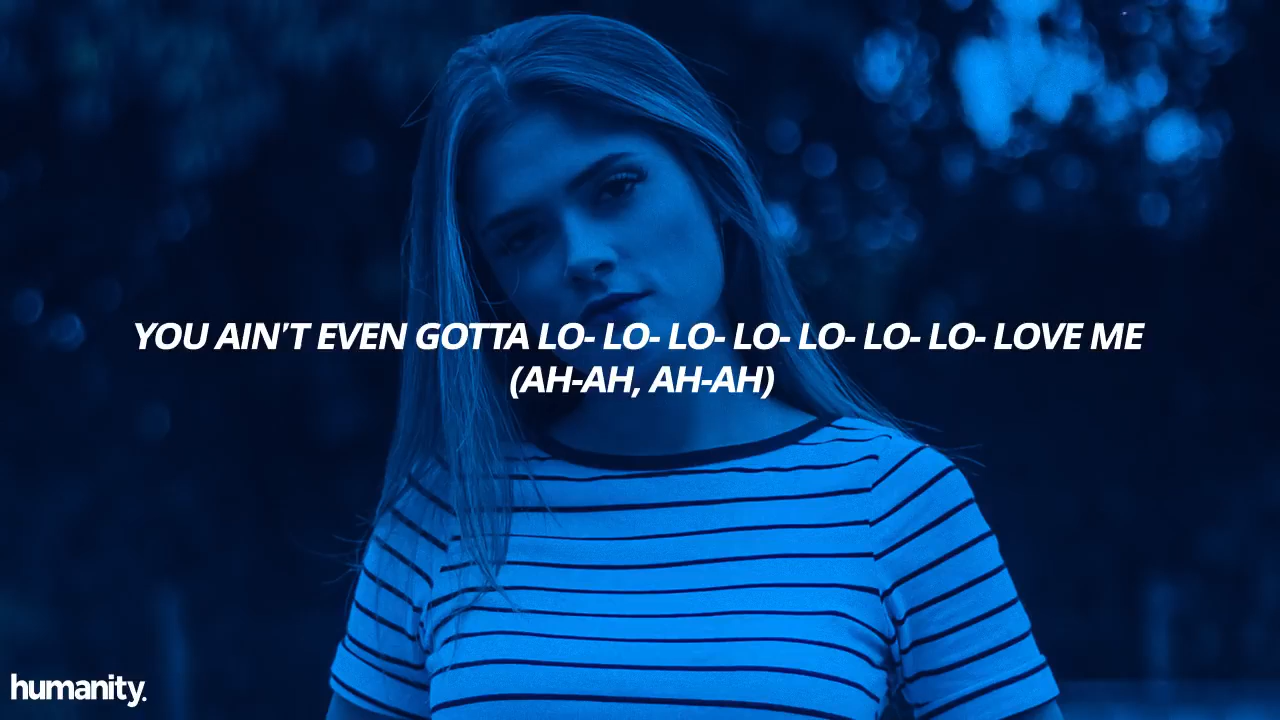 YOU AIN'T EVEN GOTTA LO- LO- LO- LO- LO- LO- LO- LOVE ME
(AH-AH, AH-AH)
humanity.